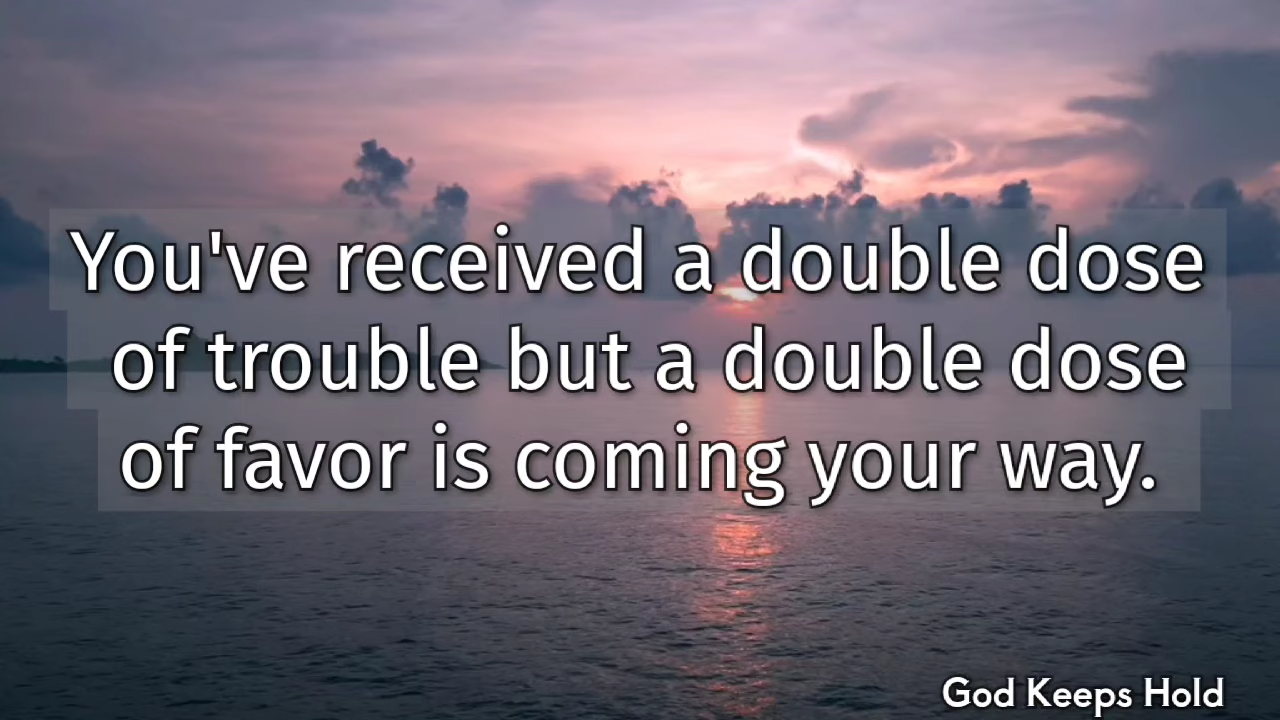 You've received a double dose
of trouble but a double dose
of favor is coming your way.
God Keeps Hold